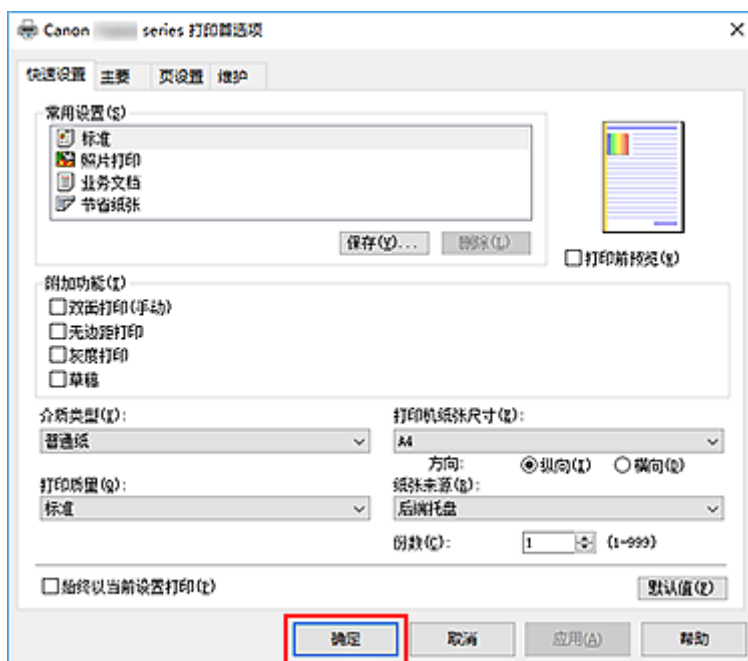 Canon series 打印首选项
快速设置 主要 页设置 维护
常用设置(S)
标准
照片打印
业务文档
节省纸张
保存(V)... 删除(L)
打印前预览(W)
附加功能(I)
双面打印(手动)
无边距打印
灰度打印
草稿
介质类型(X): 打印机纸张尺寸(E):
普通纸 A4
方向: 纵向(I) 横向(D)
打印质量(Q): 纸张来源(B):
标准 后端托盘
份数(C): 1 (1-999)
始终以当前设置打印(P) 默认值(F)
确定 取消 应用(A) 帮助